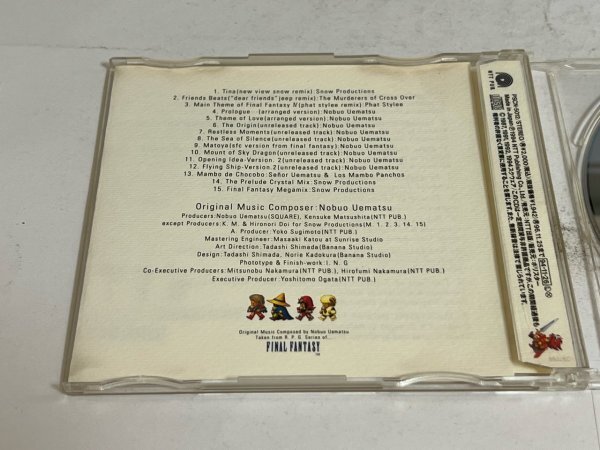 1. Tina(new view snow remix):Snow Productions
2. Friends Beats("dear friends"jeep remix):The Murderers of Cross Over
3. Main Theme of Final Fantasy IV(phat stylee remix):Phat Stylee
4. Prologue (arranged version):Nobuo Uematsu
5. Theme of Love(arranged version):Nobuo Uematsu
6. The Origin(unreleased track):Nobuo Uematsu
7. Restless Moments(unreleased track):Nobuo Uematsu
8. The Sea of Silence(unreleased track):Nobuo Uematsu
9. Matoya(sfc version from final fantasy):Nobuo Uematsu
10. Mount of Sky Dragon(unreleased track):Nobuo Uematsu
11. Opening Idea-Version. 2(unreleased track):Nobuo Uematsu
12. Flying Ship-Version. 2(unreleased track):Nobuo Uematsu
13. Mambo de Chocobo:Señor Uematsu & Los Mambo Panchos
14. The Prelude Crystal Mix:Snow Productions
15. Final Fantasy Megamix:Snow Productions
Original Music Composer:Nobuo Uematsu
Producers:Nobuo Uematsu(SQUARE), Kensuke Matsushita(NTT PUB.)
except Producers:K. M. & Hironori Doi for Snow Productions(M. 1. 2. 3. 14. 15)
A. Producer:Yoko Sugimoto(NTT PUB.)
Mastering Engineer:Masaaki Katou at Sunrise Studio
Art Direction:Tadashi Shimada(Banana Studio)
Design:Tadashi Shimada, Norie Kadokura(Banana Studio)
Phototype & Finish-work:I. N. G
Co-Executive Producers:Mitsunobu Nakamura(NTT PUB.), Hirofumi Nakamura(NTT PUB.)
Executive Producer:Yoshitomo Ogata(NTT PUB.)
Original Music Composed by Nobuo Uematsu
Taken from R. P. G. Series of...
FINAL FANTASY
NTT PUB.